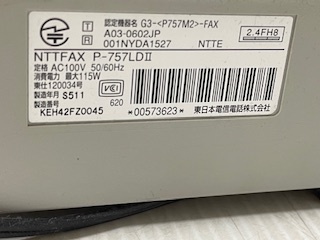 認定機器名 G3-<P757M2>-FAX
T A03-0602JP
R 001NYDA1527 NTTE 2.4FH8
NTTFAX P-757LDⅡ
定格 AC100V 50/60Hz
消費電力 最大115W
東仕120034号
製造年月 S511
製造番号
KEH42FZ0045
VCI
620
*00573623*
東日本電信電話株式会社